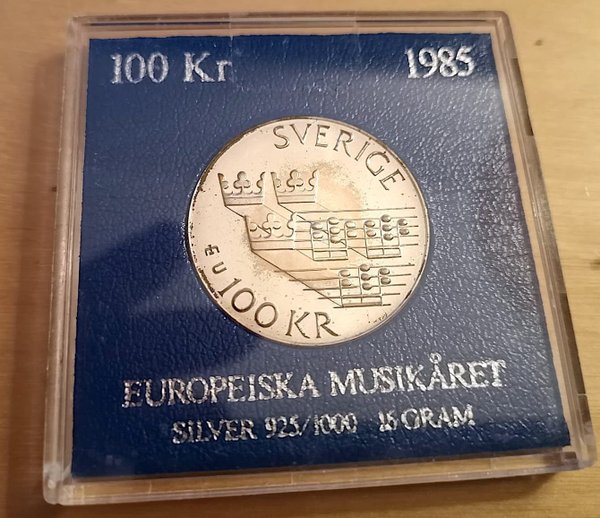 100 Kr 1985
SVERIGE
U
100 KR
EUROPEISKA MUSIKÅRET
SILVER 925/1000 16 GRAM